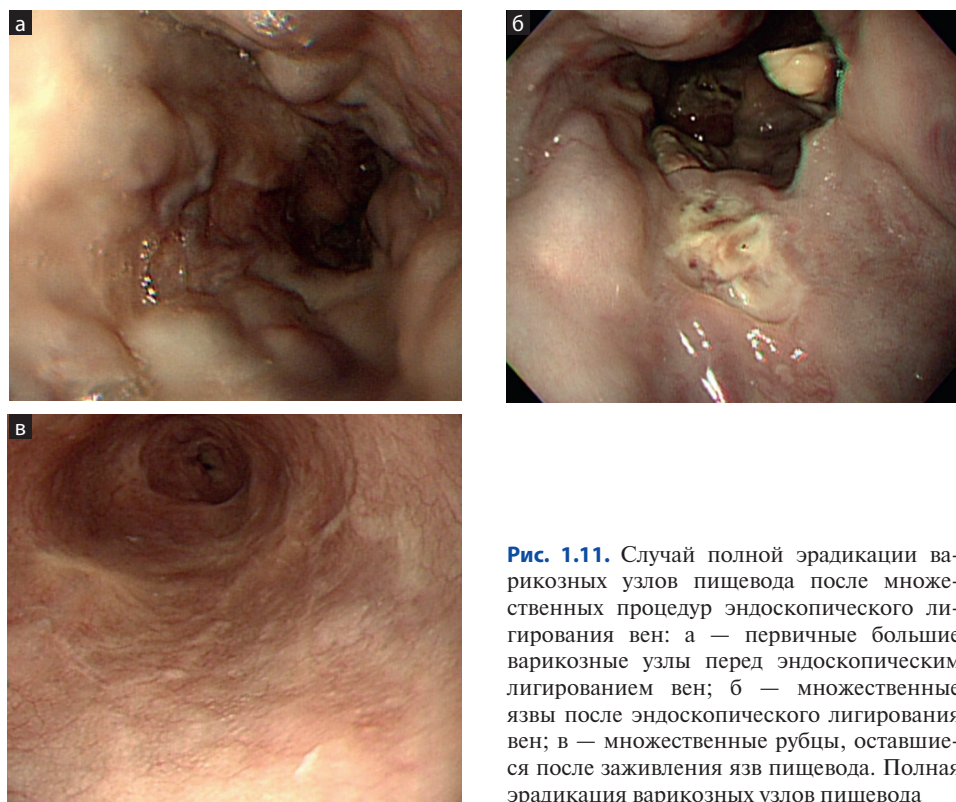 а
б
в
Рис. 1.11. Случай полной эрадикации ва-
рикозных узлов пищевода после множе-
ственных процедур эндоскопического ли-
гирования вен: а — первичные большие
варикозные узлы перед эндоскопическим
лигированием вен; б — множественные
язвы после эндоскопического лигирования
вен; в — множественные рубцы, оставшие-
ся после заживления язв пищевода. Полная
эрадикация варикозных узлов пищевода